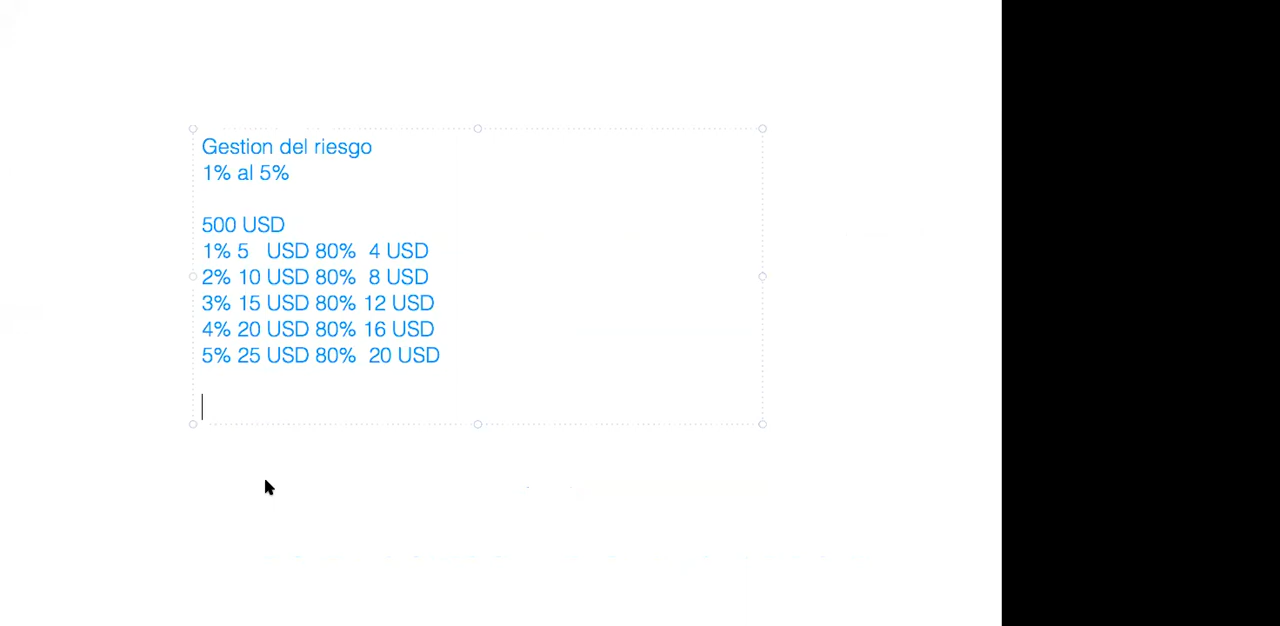 Gestion del riesgo
1% al 5%
500 USD
1% 5 USD 80% 4 USD
2% 10 USD 80% 8 USD
3% 15 USD 80% 12 USD
4% 20 USD 80% 16 USD
5% 25 USD 80% 20 USD